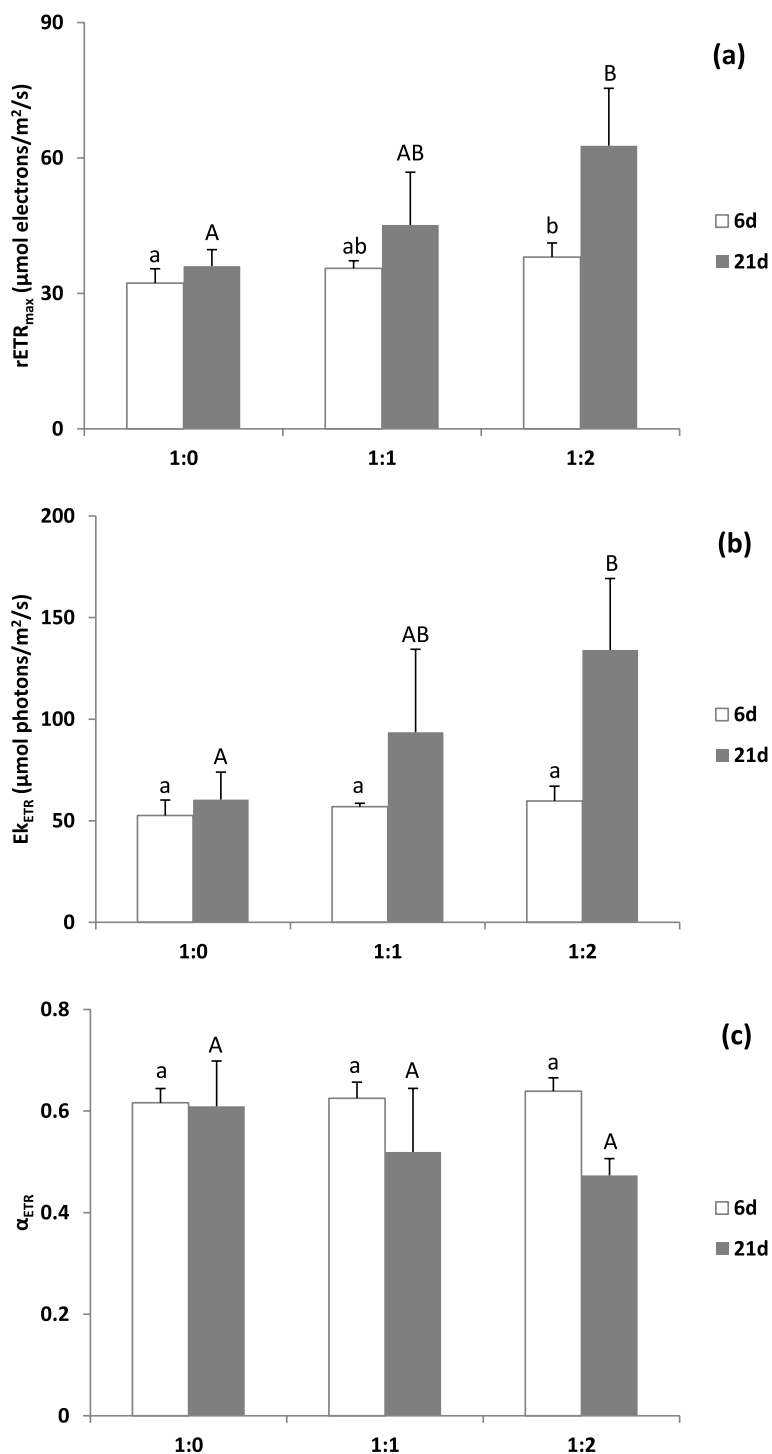 (a)
rETRmax (µmol electrons/m²/s)
90
60
30
0
a
A
ab
AB
b
B
6d
21d
1:0
1:1
1:2
(b)
EkETR (µmol photons/m²/s)
200
150
100
50
0
a
A
a
AB
a
B
6d
21d
1:0
1:1
1:2
(c)
αETR
0.8
0.6
0.4
0.2
0
a
A
a
A
a
A
6d
21d
1:0
1:1
1:2